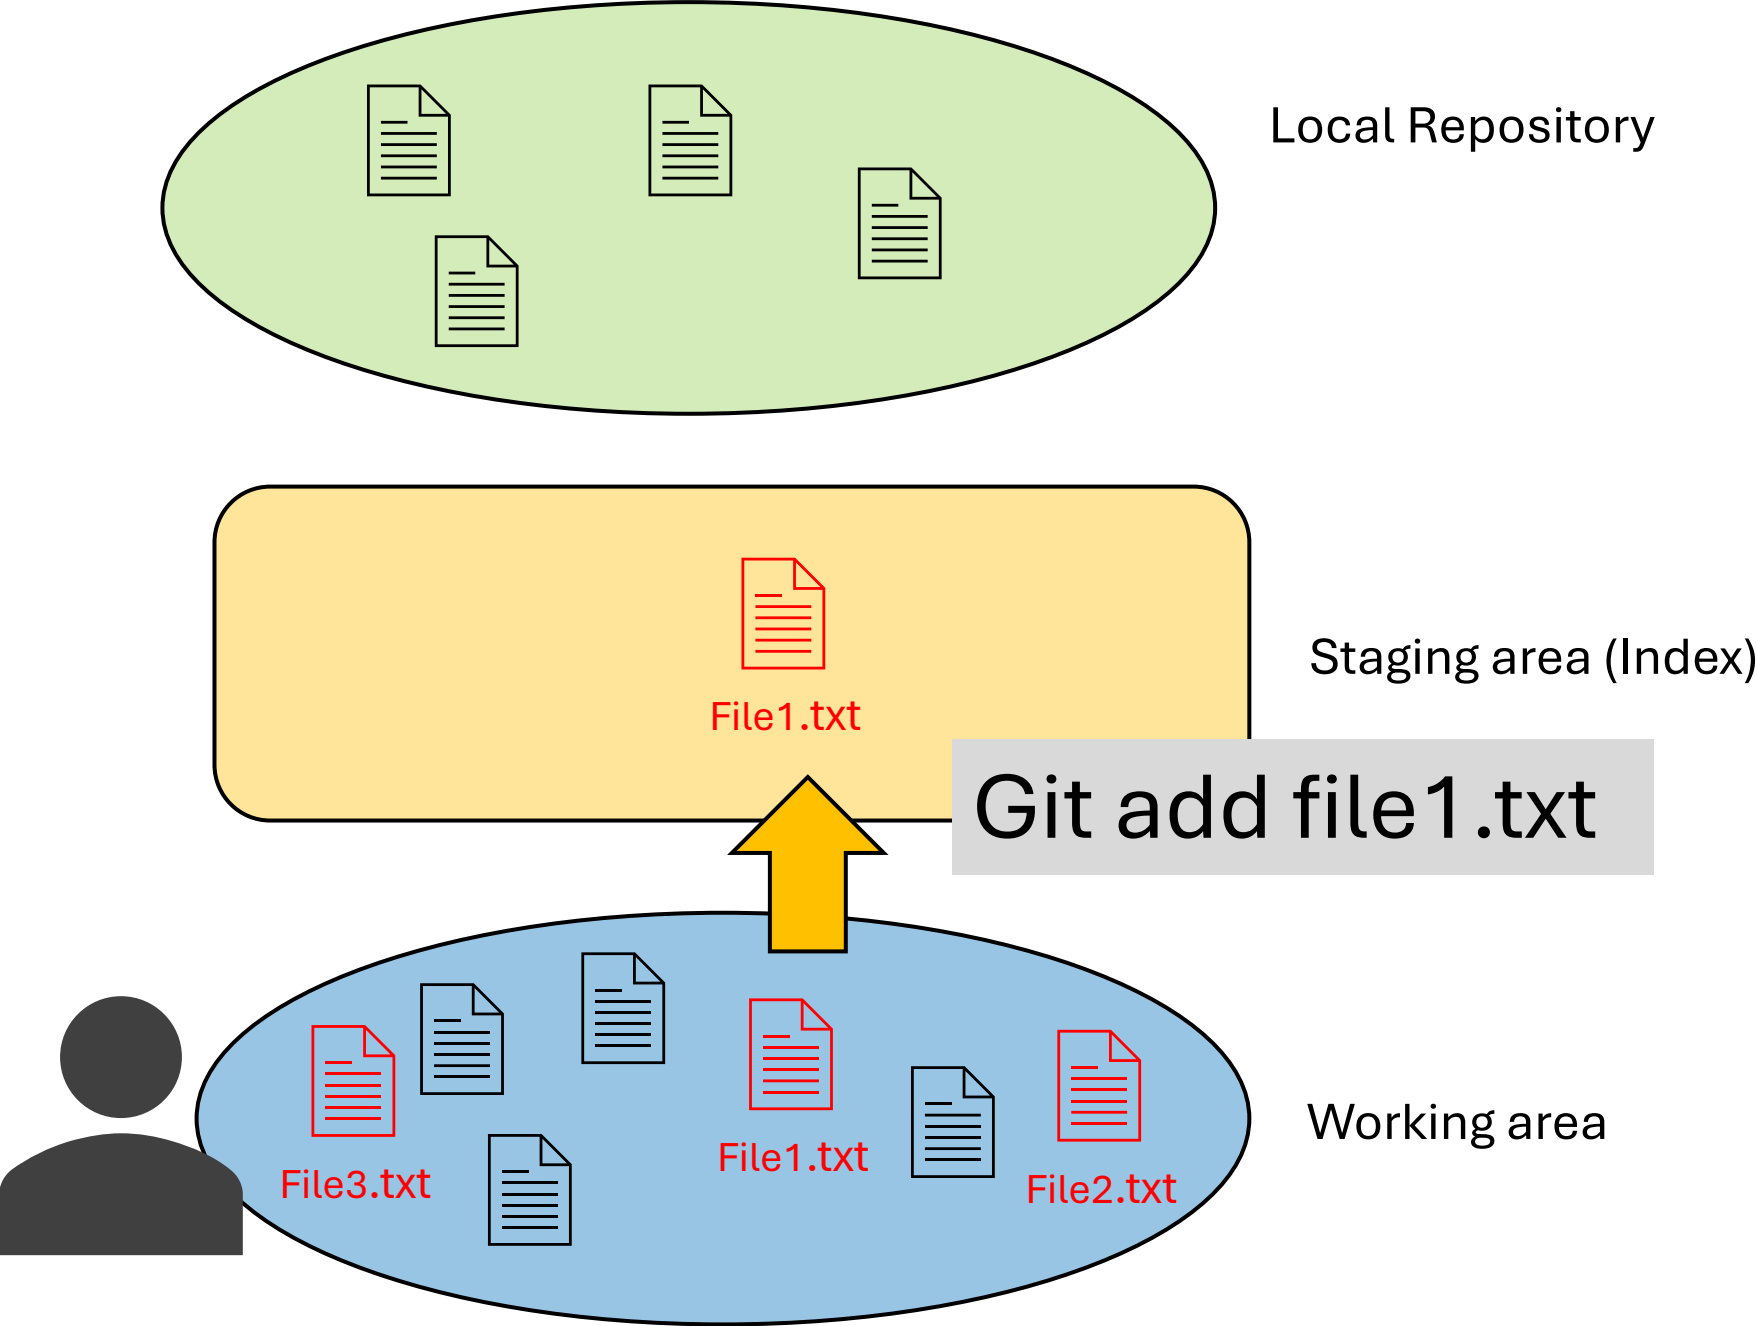 Local Repository
Staging area (Index)
File1.txt
Git add file1.txt
Working area
File3.txt
File1.txt
File2.txt